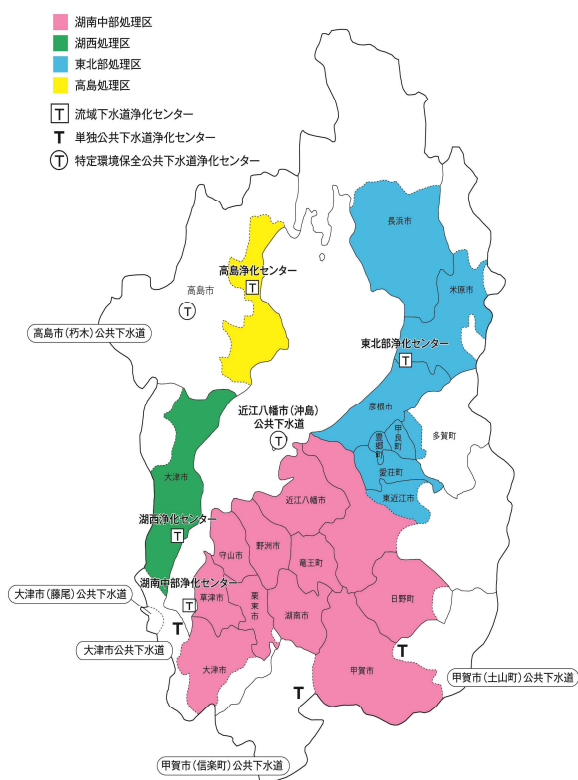 湖南中部処理区
湖西処理区
東北部処理区
高島処理区
T 流域下水道浄化センター
T 単独公共下水道浄化センター
T 特定環境保全公共下水道浄化センター
長浜市
高島浄化センター
T
米原市
高島市
T
高島市(朽木)公共下水道
東北部浄化センター
T
彦根市
近江八幡市(沖島)
公共下水道
T
甲良町
豊郷町
多賀町
愛荘町
大津市
東近江市
近江八幡市
湖西浄化センター
T
野洲市
守山市
竜王町
湖南中部浄化センター
T
大津市(藤尾)公共下水道
草津市
栗東市
日野町
湖南市
T
大津市公共下水道
T
大津市
甲賀市
甲賀市(土山町)公共下水道
T
甲賀市(信楽町)公共下水道